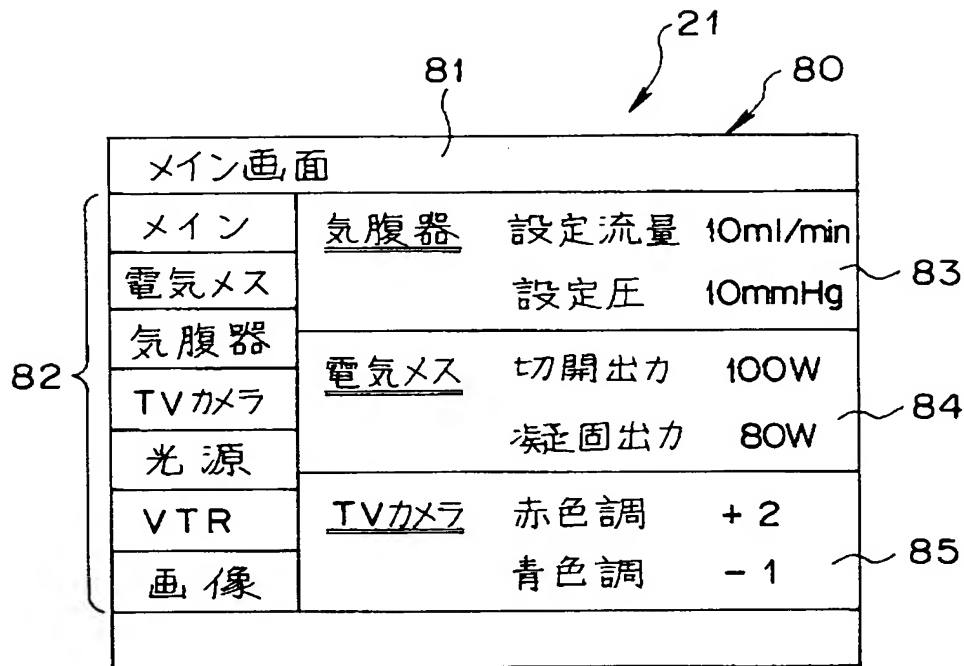 21
81
80
メイン画面
メイン
電気メス
気腹器
TVカメラ
光源
VTR
画像
82
気腹器 設定流量 10ml/min
設定圧 10mmHg
83
電気メス 切開出力 100W
凝固出力 80W
84
TVカメラ 赤色調 +2
青色調 -1
85